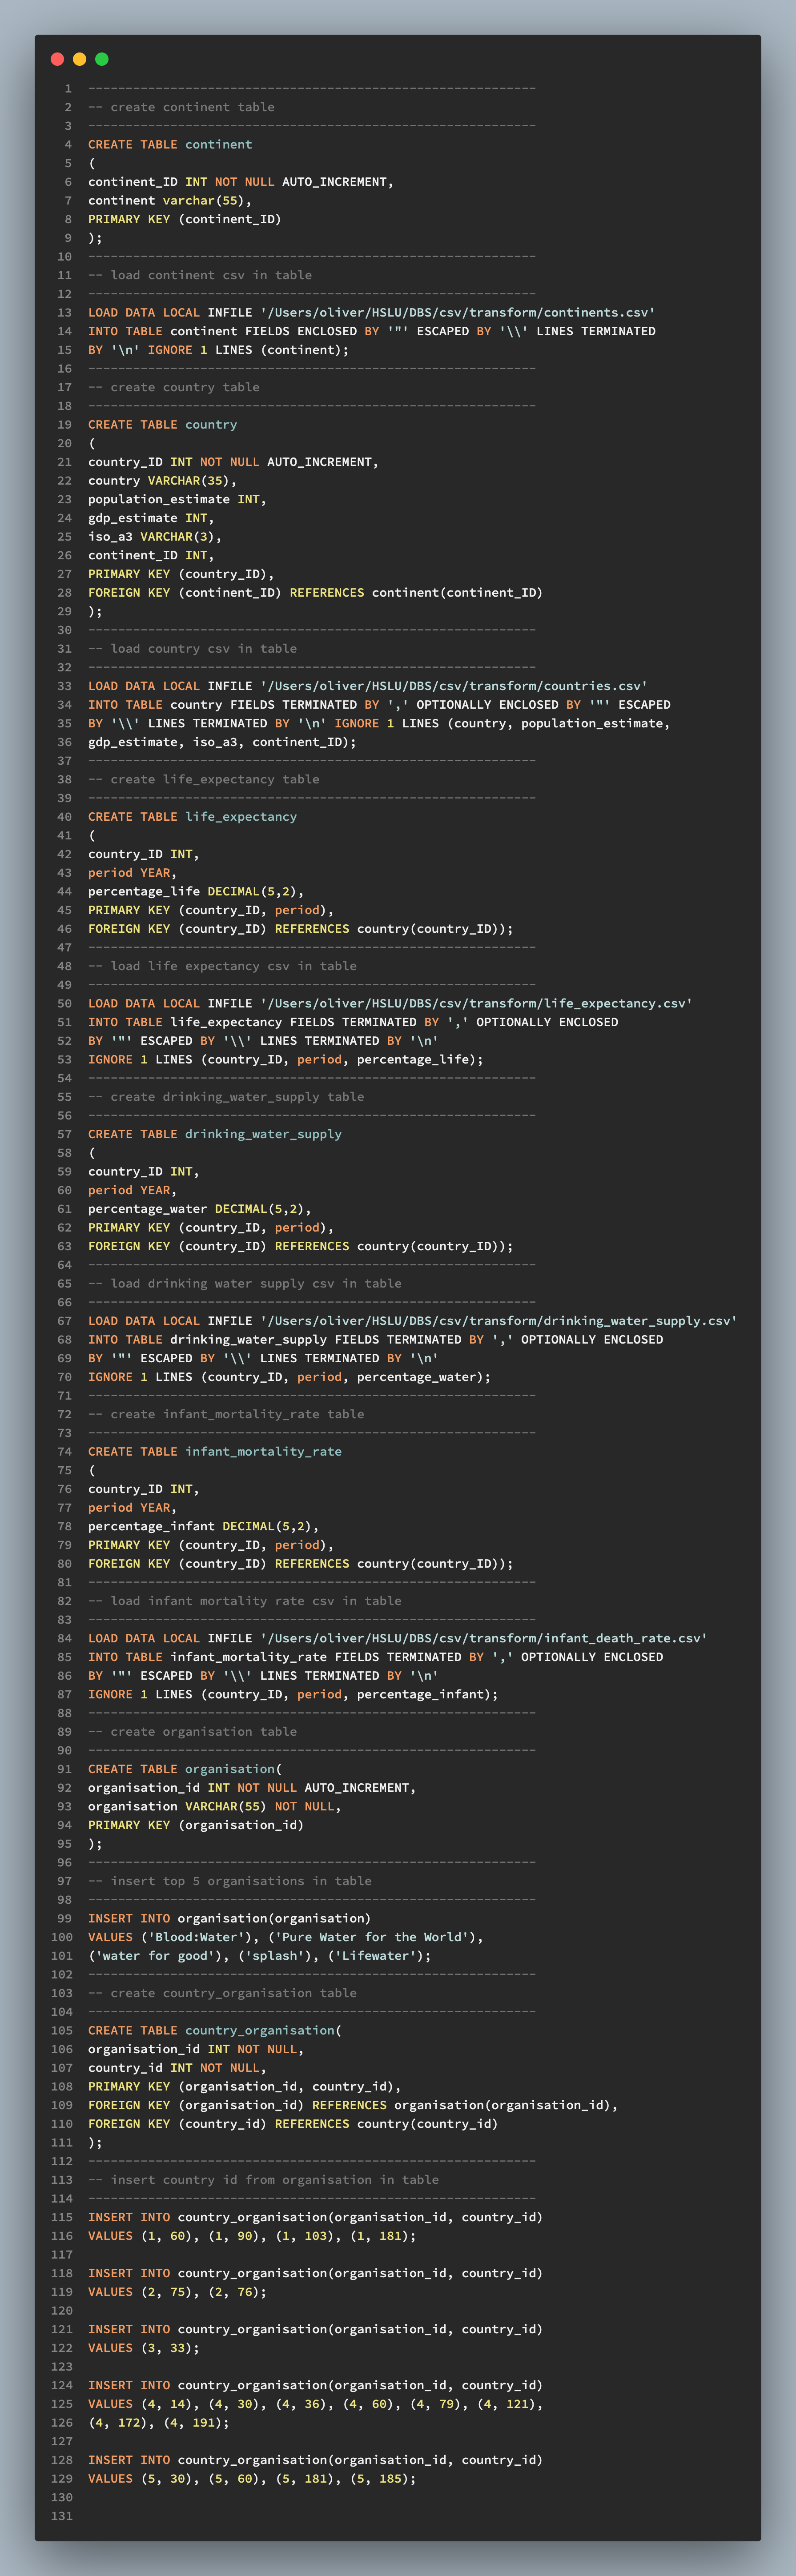 1 ------------------------------------------------------------
2 -- create continent table
3 ------------------------------------------------------------
4 CREATE TABLE continent
5 (
6 continent_ID INT NOT NULL AUTO_INCREMENT,
7 continent varchar(55),
8 PRIMARY KEY (continent_ID)
9 );
10 ------------------------------------------------------------
11 -- load continent csv in table
12 ------------------------------------------------------------
13 LOAD DATA LOCAL INFILE '/Users/oliver/HSLU/DBS/csv/transform/continents.csv'
14 INTO TABLE continent FIELDS ENCLOSED BY '"' ESCAPED BY '\\' LINES TERMINATED
15 BY '\n' IGNORE 1 LINES (continent);
16 ------------------------------------------------------------
17 -- create country table
18 ------------------------------------------------------------
19 CREATE TABLE country
20 (
21 country_ID INT NOT NULL AUTO_INCREMENT,
22 country VARCHAR(35),
23 population_estimate INT,
24 gdp_estimate INT,
25 iso_a3 VARCHAR(3),
26 continent_ID INT,
27 PRIMARY KEY (country_ID),
28 FOREIGN KEY (continent_ID) REFERENCES continent(continent_ID)
29 );
30 ------------------------------------------------------------
31 -- load country csv in table
32 ------------------------------------------------------------
33 LOAD DATA LOCAL INFILE '/Users/oliver/HSLU/DBS/csv/transform/countries.csv'
34 INTO TABLE country FIELDS TERMINATED BY ',' OPTIONALLY ENCLOSED BY '"' ESCAPED
35 BY '\\' LINES TERMINATED BY '\n' IGNORE 1 LINES (country, population_estimate,
36 gdp_estimate, iso_a3, continent_ID);
37 ------------------------------------------------------------
38 -- create life_expectancy table
39 ------------------------------------------------------------
40 CREATE TABLE life_expectancy
41 (
42 country_ID INT,
43 period YEAR,
44 percentage_life DECIMAL(5,2),
45 PRIMARY KEY (country_ID, period),
46 FOREIGN KEY (country_ID) REFERENCES country(country_ID));
47 ------------------------------------------------------------
48 -- load life expectancy csv in table
49 ------------------------------------------------------------
50 LOAD DATA LOCAL INFILE '/Users/oliver/HSLU/DBS/csv/transform/life_expectancy.csv'
51 INTO TABLE life_expectancy FIELDS TERMINATED BY ',' OPTIONALLY ENCLOSED
52 BY '"' ESCAPED BY '\\' LINES TERMINATED BY '\n'
53 IGNORE 1 LINES (country_ID, period, percentage_life);
54 ------------------------------------------------------------
55 -- create drinking_water_supply table
56 ------------------------------------------------------------
57 CREATE TABLE drinking_water_supply
58 (
59 country_ID INT,
60 period YEAR,
61 percentage_water DECIMAL(5,2),
62 PRIMARY KEY (country_ID, period),
63 FOREIGN KEY (country_ID) REFERENCES country(country_ID));
64 ------------------------------------------------------------
65 -- load drinking water supply csv in table
66 ------------------------------------------------------------
67 LOAD DATA LOCAL INFILE '/Users/oliver/HSLU/DBS/csv/transform/drinking_water_supply.csv'
68 INTO TABLE drinking_water_supply FIELDS TERMINATED BY ',' OPTIONALLY ENCLOSED
69 BY '"' ESCAPED BY '\\' LINES TERMINATED BY '\n'
70 IGNORE 1 LINES (country_ID, period, percentage_water);
71 ------------------------------------------------------------
72 -- create infant_mortality_rate table
73 ------------------------------------------------------------
74 CREATE TABLE infant_mortality_rate
75 (
76 country_ID INT,
77 period YEAR,
78 percentage_infant DECIMAL(5,2),
79 PRIMARY KEY (country_ID, period),
80 FOREIGN KEY (country_ID) REFERENCES country(country_ID));
81 ------------------------------------------------------------
82 -- load infant mortality rate csv in table
83 ------------------------------------------------------------
84 LOAD DATA LOCAL INFILE '/Users/oliver/HSLU/DBS/csv/transform/infant_death_rate.csv'
85 INTO TABLE infant_mortality_rate FIELDS TERMINATED BY ',' OPTIONALLY ENCLOSED
86 BY '"' ESCAPED BY '\\' LINES TERMINATED BY '\n'
87 IGNORE 1 LINES (country_ID, period, percentage_infant);
88 ------------------------------------------------------------
89 -- create organisation table
90 ------------------------------------------------------------
91 CREATE TABLE organisation(
92 organisation_id INT NOT NULL AUTO_INCREMENT,
93 organisation VARCHAR(55) NOT NULL,
94 PRIMARY KEY (organisation_id)
95 );
96 ------------------------------------------------------------
97 -- insert top 5 organisations in table
98 ------------------------------------------------------------
99 INSERT INTO organisation(organisation)
100 VALUES ('Blood:Water'), ('Pure Water for the World'),
101 ('water for good'), ('splash'), ('Lifewater');
102 ------------------------------------------------------------
103 -- create country_organisation table
104 ------------------------------------------------------------
105 CREATE TABLE country_organisation(
106 organisation_id INT NOT NULL,
107 country_id INT NOT NULL,
108 PRIMARY KEY (organisation_id, country_id),
109 FOREIGN KEY (organisation_id) REFERENCES organisation(organisation_id),
110 FOREIGN KEY (country_id) REFERENCES country(country_id)
111 );
112 ------------------------------------------------------------
113 -- insert country id from organisation in table
114 ------------------------------------------------------------
115 INSERT INTO country_organisation(organisation_id, country_id)
116 VALUES (1, 60), (1, 90), (1, 103), (1, 181);
117
118 INSERT INTO country_organisation(organisation_id, country_id)
119 VALUES (2, 75), (2, 76);
120
121 INSERT INTO country_organisation(organisation_id, country_id)
122 VALUES (3, 33);
123
124 INSERT INTO country_organisation(organisation_id, country_id)
125 VALUES (4, 14), (4, 30), (4, 36), (4, 60), (4, 79), (4, 121),
126 (4, 172), (4, 191);
127
128 INSERT INTO country_organisation(organisation_id, country_id)
129 VALUES (5, 30), (5, 60), (5, 181), (5, 185);
130
131